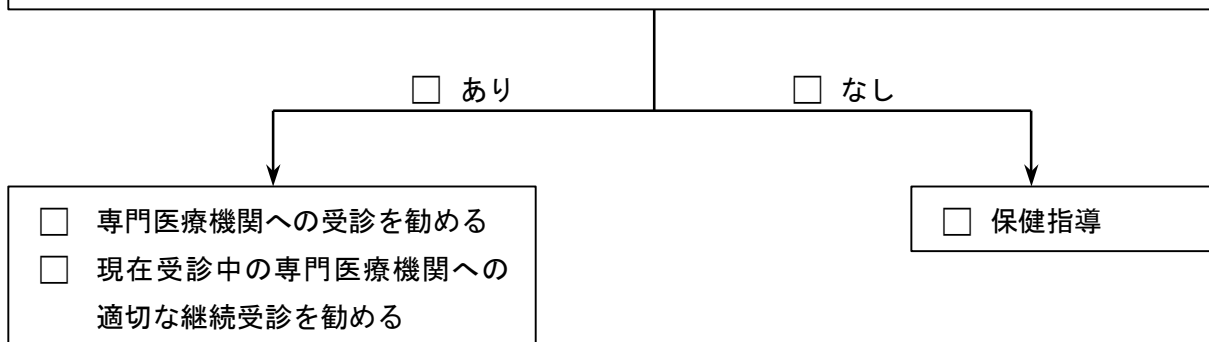 □ あり
□ なし
□ 専門医療機関への受診を勧める
□ 現在受診中の専門医療機関への
適切な継続受診を勧める
□ 保健指導